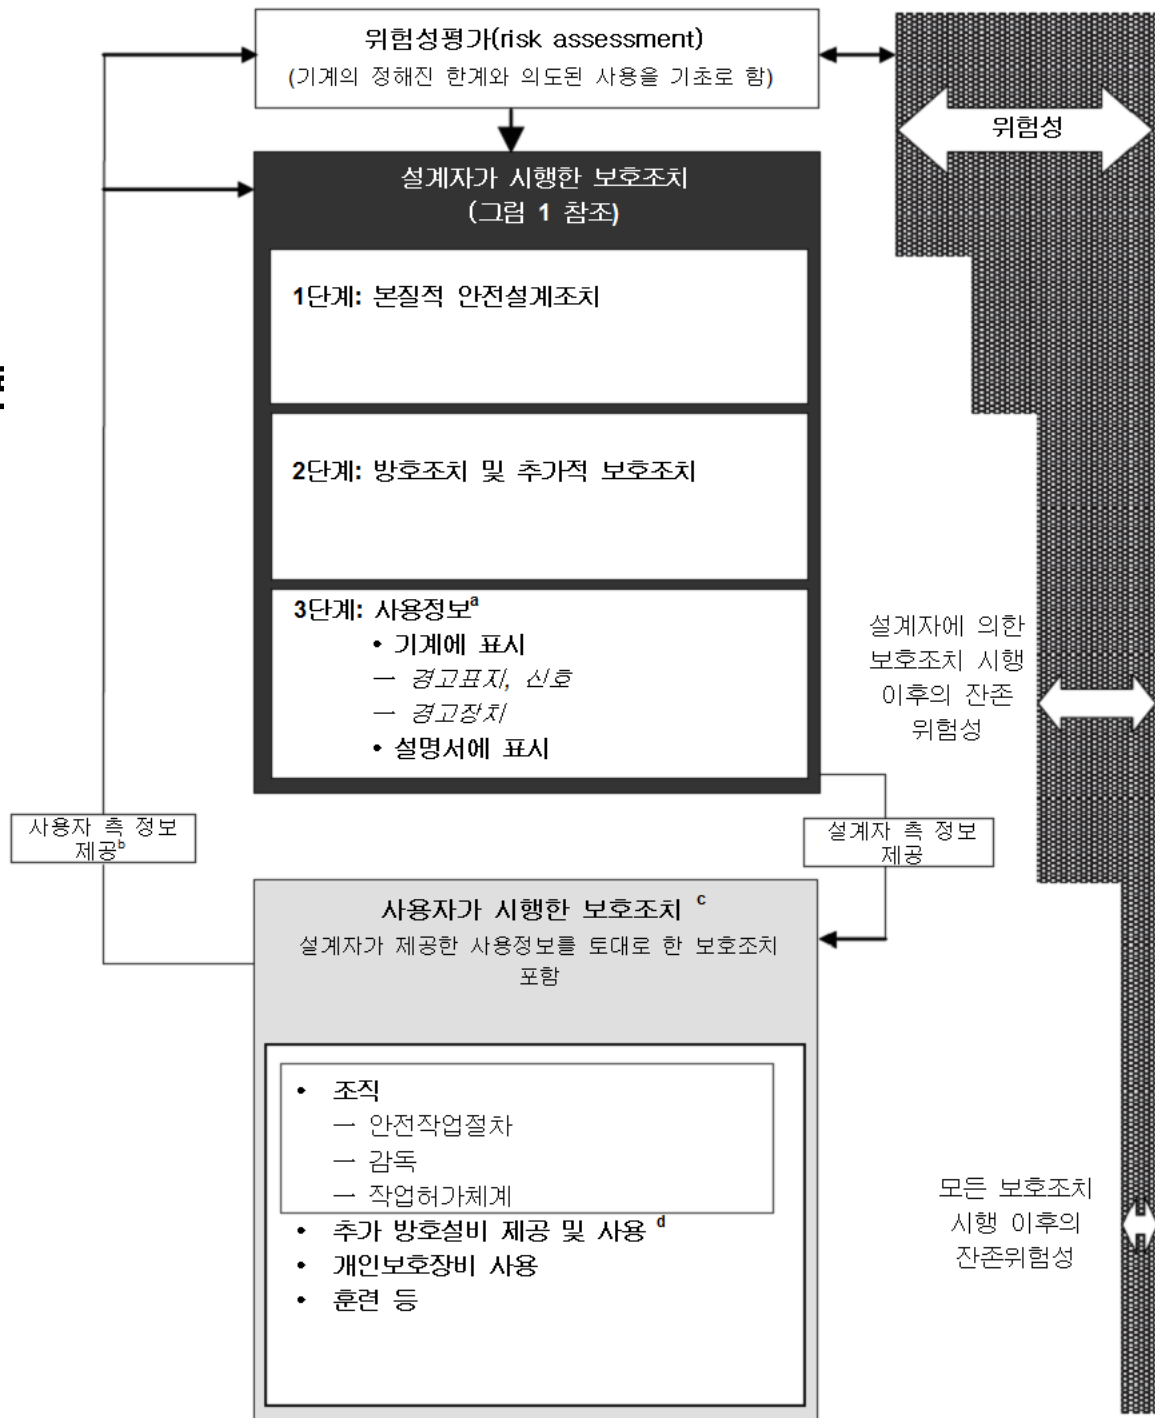 위험성평가(risk assessment)
(기계의 정해진 한계와 의도된 사용을 기초로 함)
위험성
설계자가 시행한 보호조치
(그림 1 참조)
1단계: 본질적 안전설계조치
2단계: 방호조치 및 추가적 보호조치
3단계: 사용정보a
• 기계에 표시
— 경고표지, 신호
— 경고장치
• 설명서에 표시
설계자에 의한
보호조치 시행
이후의 잔존
위험성
사용자 측 정보
제공b
설계자 측 정보
제공
사용자가 시행한 보호조치 c
설계자가 제공한 사용정보를 토대로 한 보호조치
포함
• 조직
— 안전작업절차
— 감독
— 작업허가체계
• 추가 방호설비 제공 및 사용 d
• 개인보호장비 사용
• 훈련 등
모든 보호조치
시행 이후의
잔존위험성